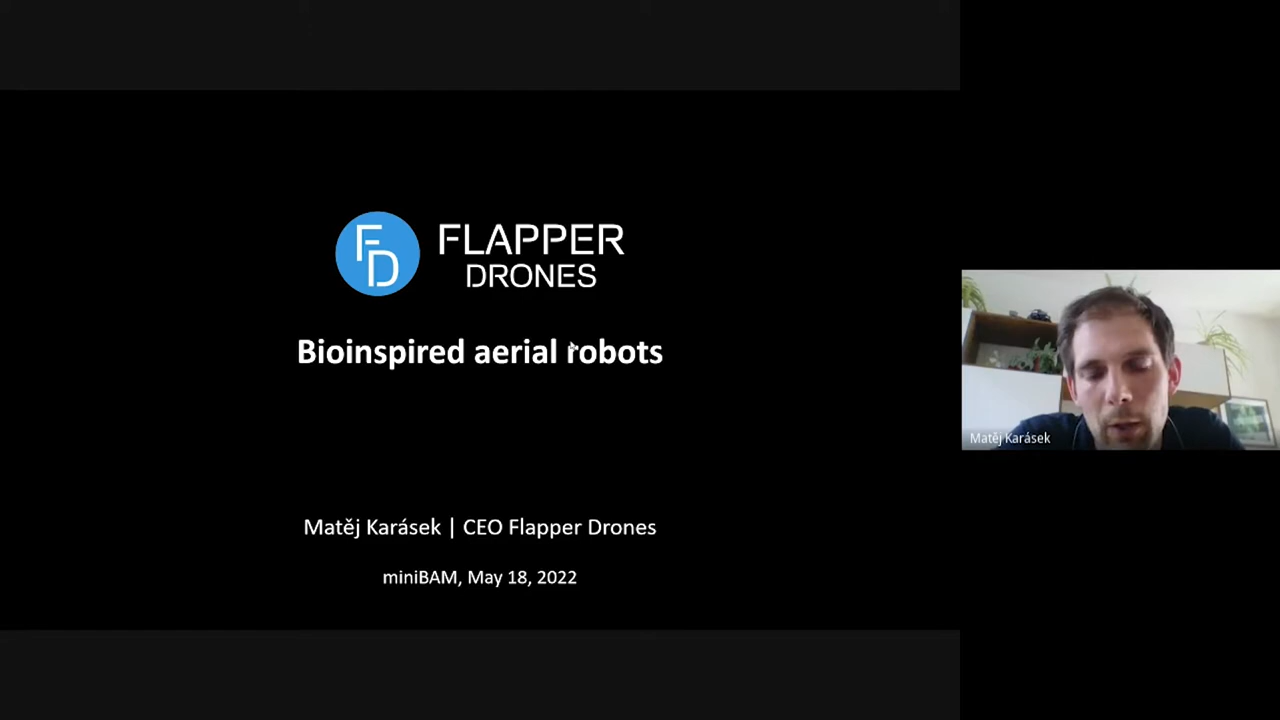 FD
FLAPPER
DRONES
Bioinspired aerial robots
Matěj Karásek | CEO Flapper Drones
miniBAM, May 18, 2022
Matěj Karásek